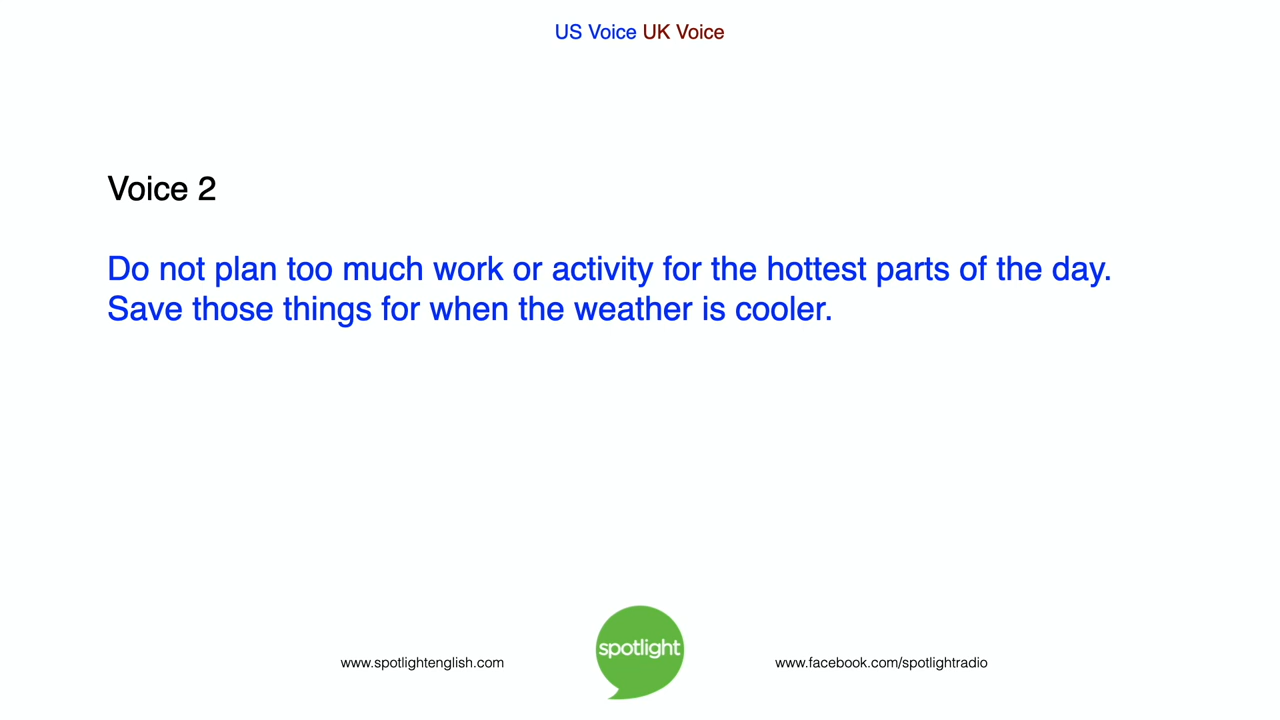 US Voice UK Voice
Voice 2
Do not plan too much work or activity for the hottest parts of the day.
Save those things for when the weather is cooler.
www.spotlightenglish.com
spotlight
www.facebook.com/spotlightradio